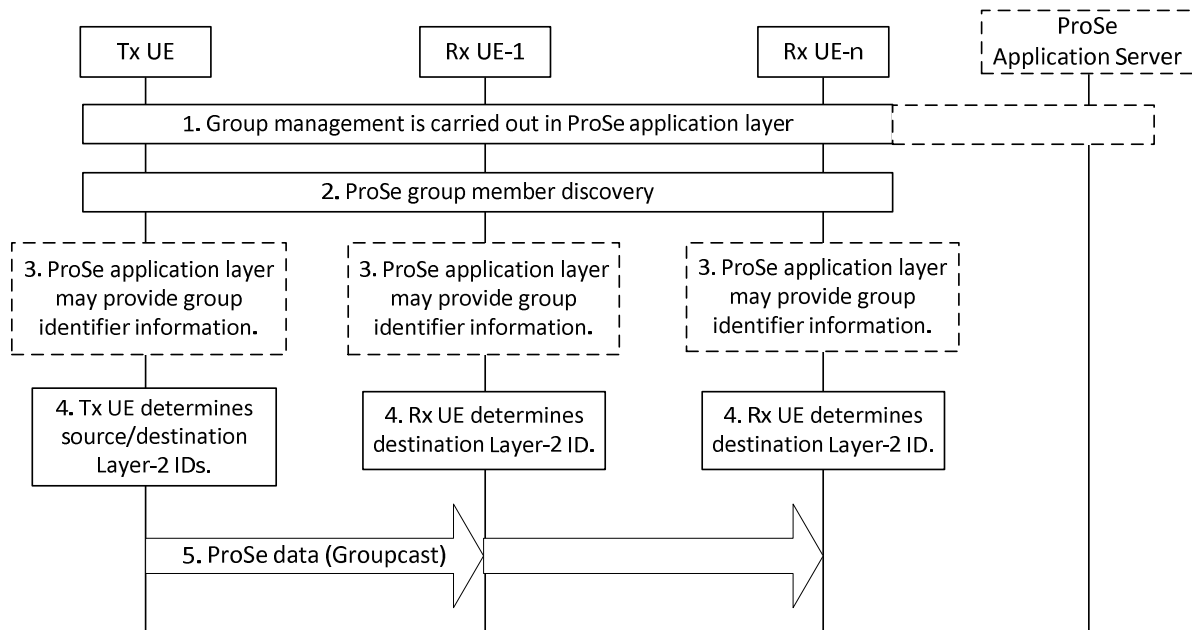 Tx UE
Rx UE-1
Rx UE-n
ProSe
Application Server
1. Group management is carried out in ProSe application layer
2. ProSe group member discovery
3. ProSe application layer
may provide group
identifier information.
3. ProSe application layer
may provide group
identifier information.
3. ProSe application layer
may provide group
identifier information.
4. Tx UE determines
source/destination
Layer-2 IDs.
4. Rx UE determines
destination Layer-2 ID.
4. Rx UE determines
destination Layer-2 ID.
5. ProSe data (Groupcast)